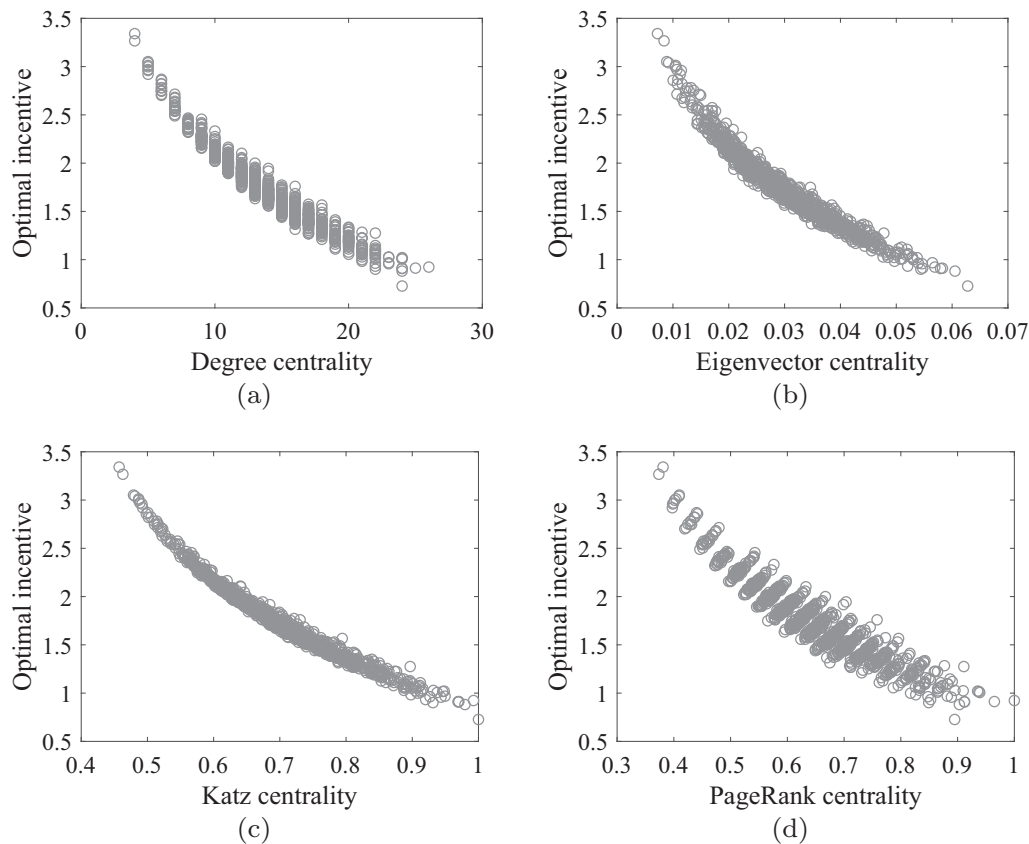 3.5
3
2.5
2
1.5
1
0.5
Optimal incentive
0 10 20 30
Degree centrality
(a)
3.5
3
2.5
2
1.5
1
0.5
Optimal incentive
0 0.01 0.02 0.03 0.04 0.05 0.06 0.07
Eigenvector centrality
(b)
3.5
3
2.5
2
1.5
1
0.5
Optimal incentive
0.4 0.5 0.6 0.7 0.8 0.9 1
Katz centrality
(c)
3.5
3
2.5
2
1.5
1
0.5
Optimal incentive
0.3 0.4 0.5 0.6 0.7 0.8 0.9 1
PageRank centrality
(d)